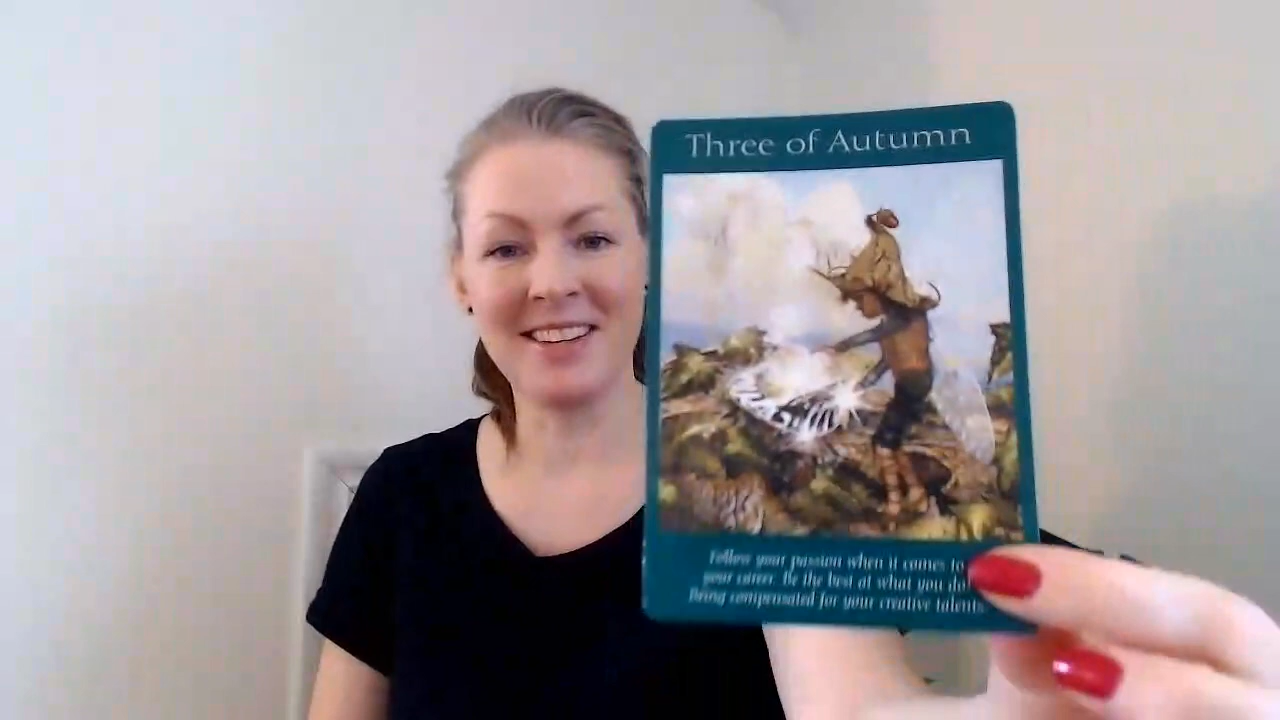 Three of Autumn
Follow your passion when it comes to
your career. Be the best at what you do.
Being compensated for your creative talents.